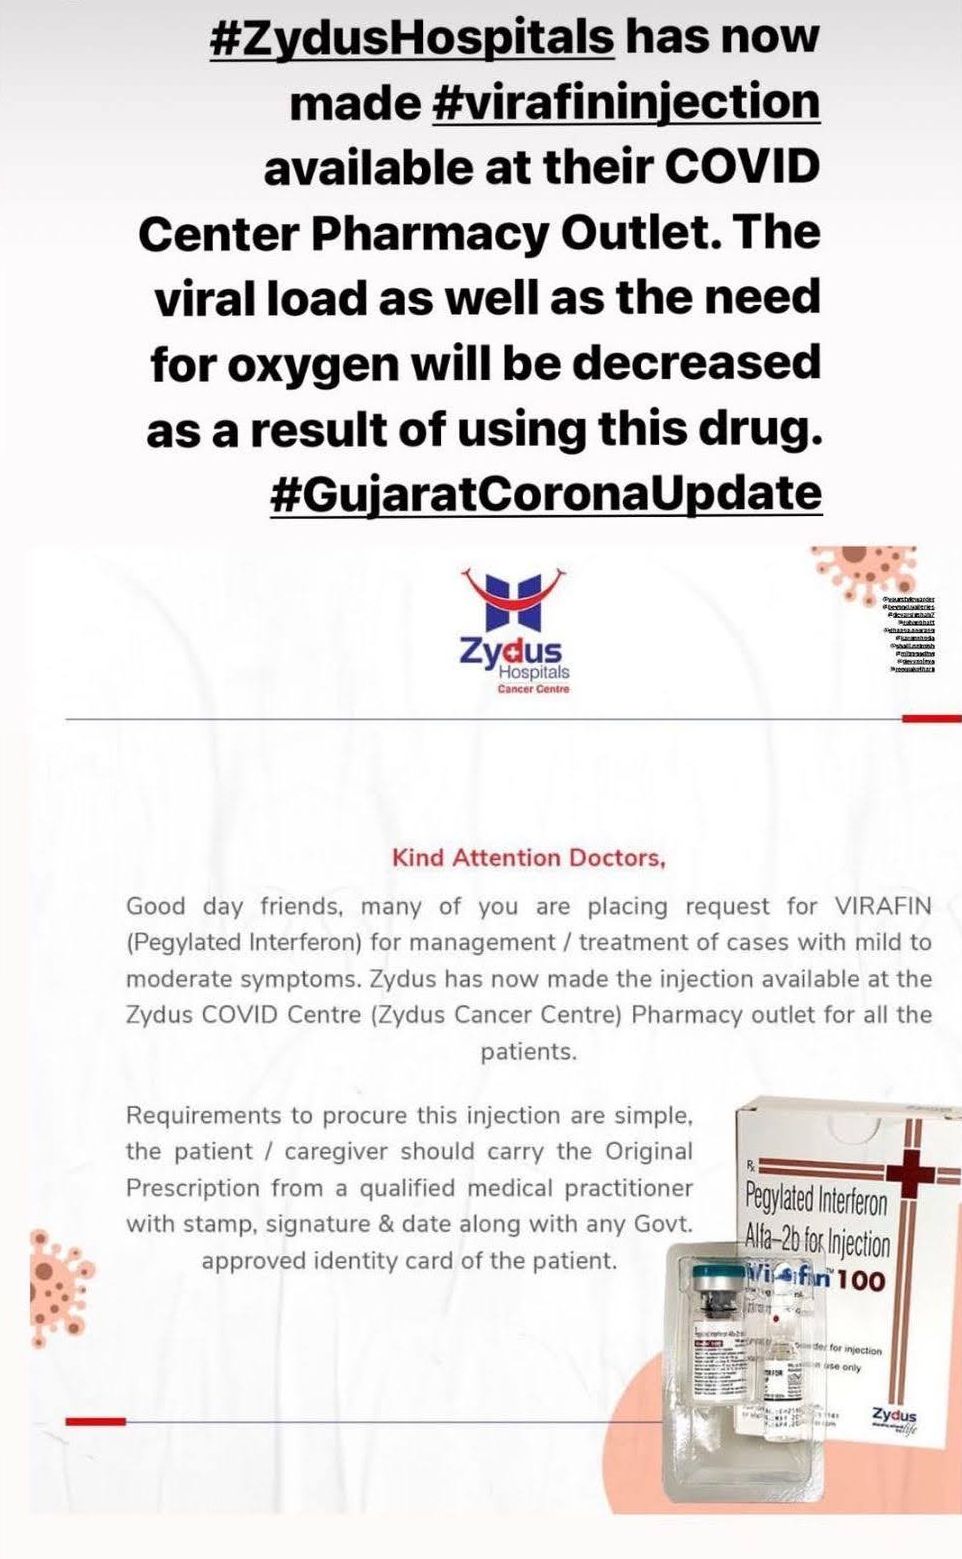 #ZydusHospitals has now
made #virafininjection
available at their COVID
Center Pharmacy Outlet. The
viral load as well as the need
for oxygen will be decreased
as a result of using this drug.
#GujaratCoronaUpdate
Zydus
Hospitals
Cancer Centre
Kind Attention Doctors,
Good day friends, many of you are placing request for VIRAFIN
(Pegylated Interferon) for management / treatment of cases with mild to
moderate symptoms. Zydus has now made the injection available at the
Zydus COVID Centre (Zydus Cancer Centre) Pharmacy outlet for all the
patients.
Requirements to procure this injection are simple,
the patient / caregiver should carry the Original
Prescription from a qualified medical practitioner
with stamp, signature & date along with any Govt.
approved identity card of the patient.
Rx
Pegylated Interferon
Alfa-2b for Injection
Virafin™ 100
for injection
use only
Zydus
life